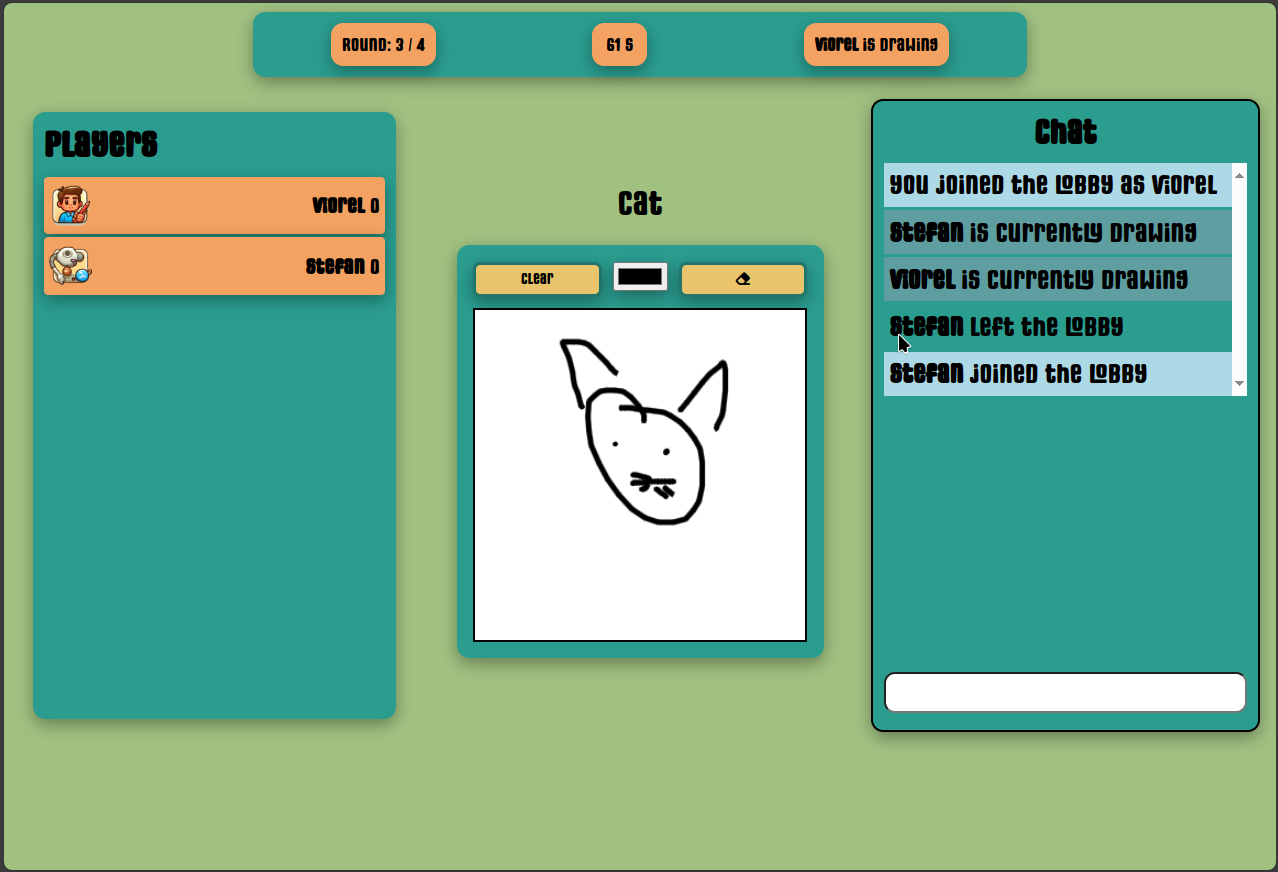 ROUND: 3 / 4
61 S
Viorel is drawing
Players
Viorel 0
Stefan 0
Cat
Clear
Chat
You joined the lobby as Viorel
Stefan is currently drawing
Viorel is currently drawing
Stefan left the lobby
Stefan joined the lobby